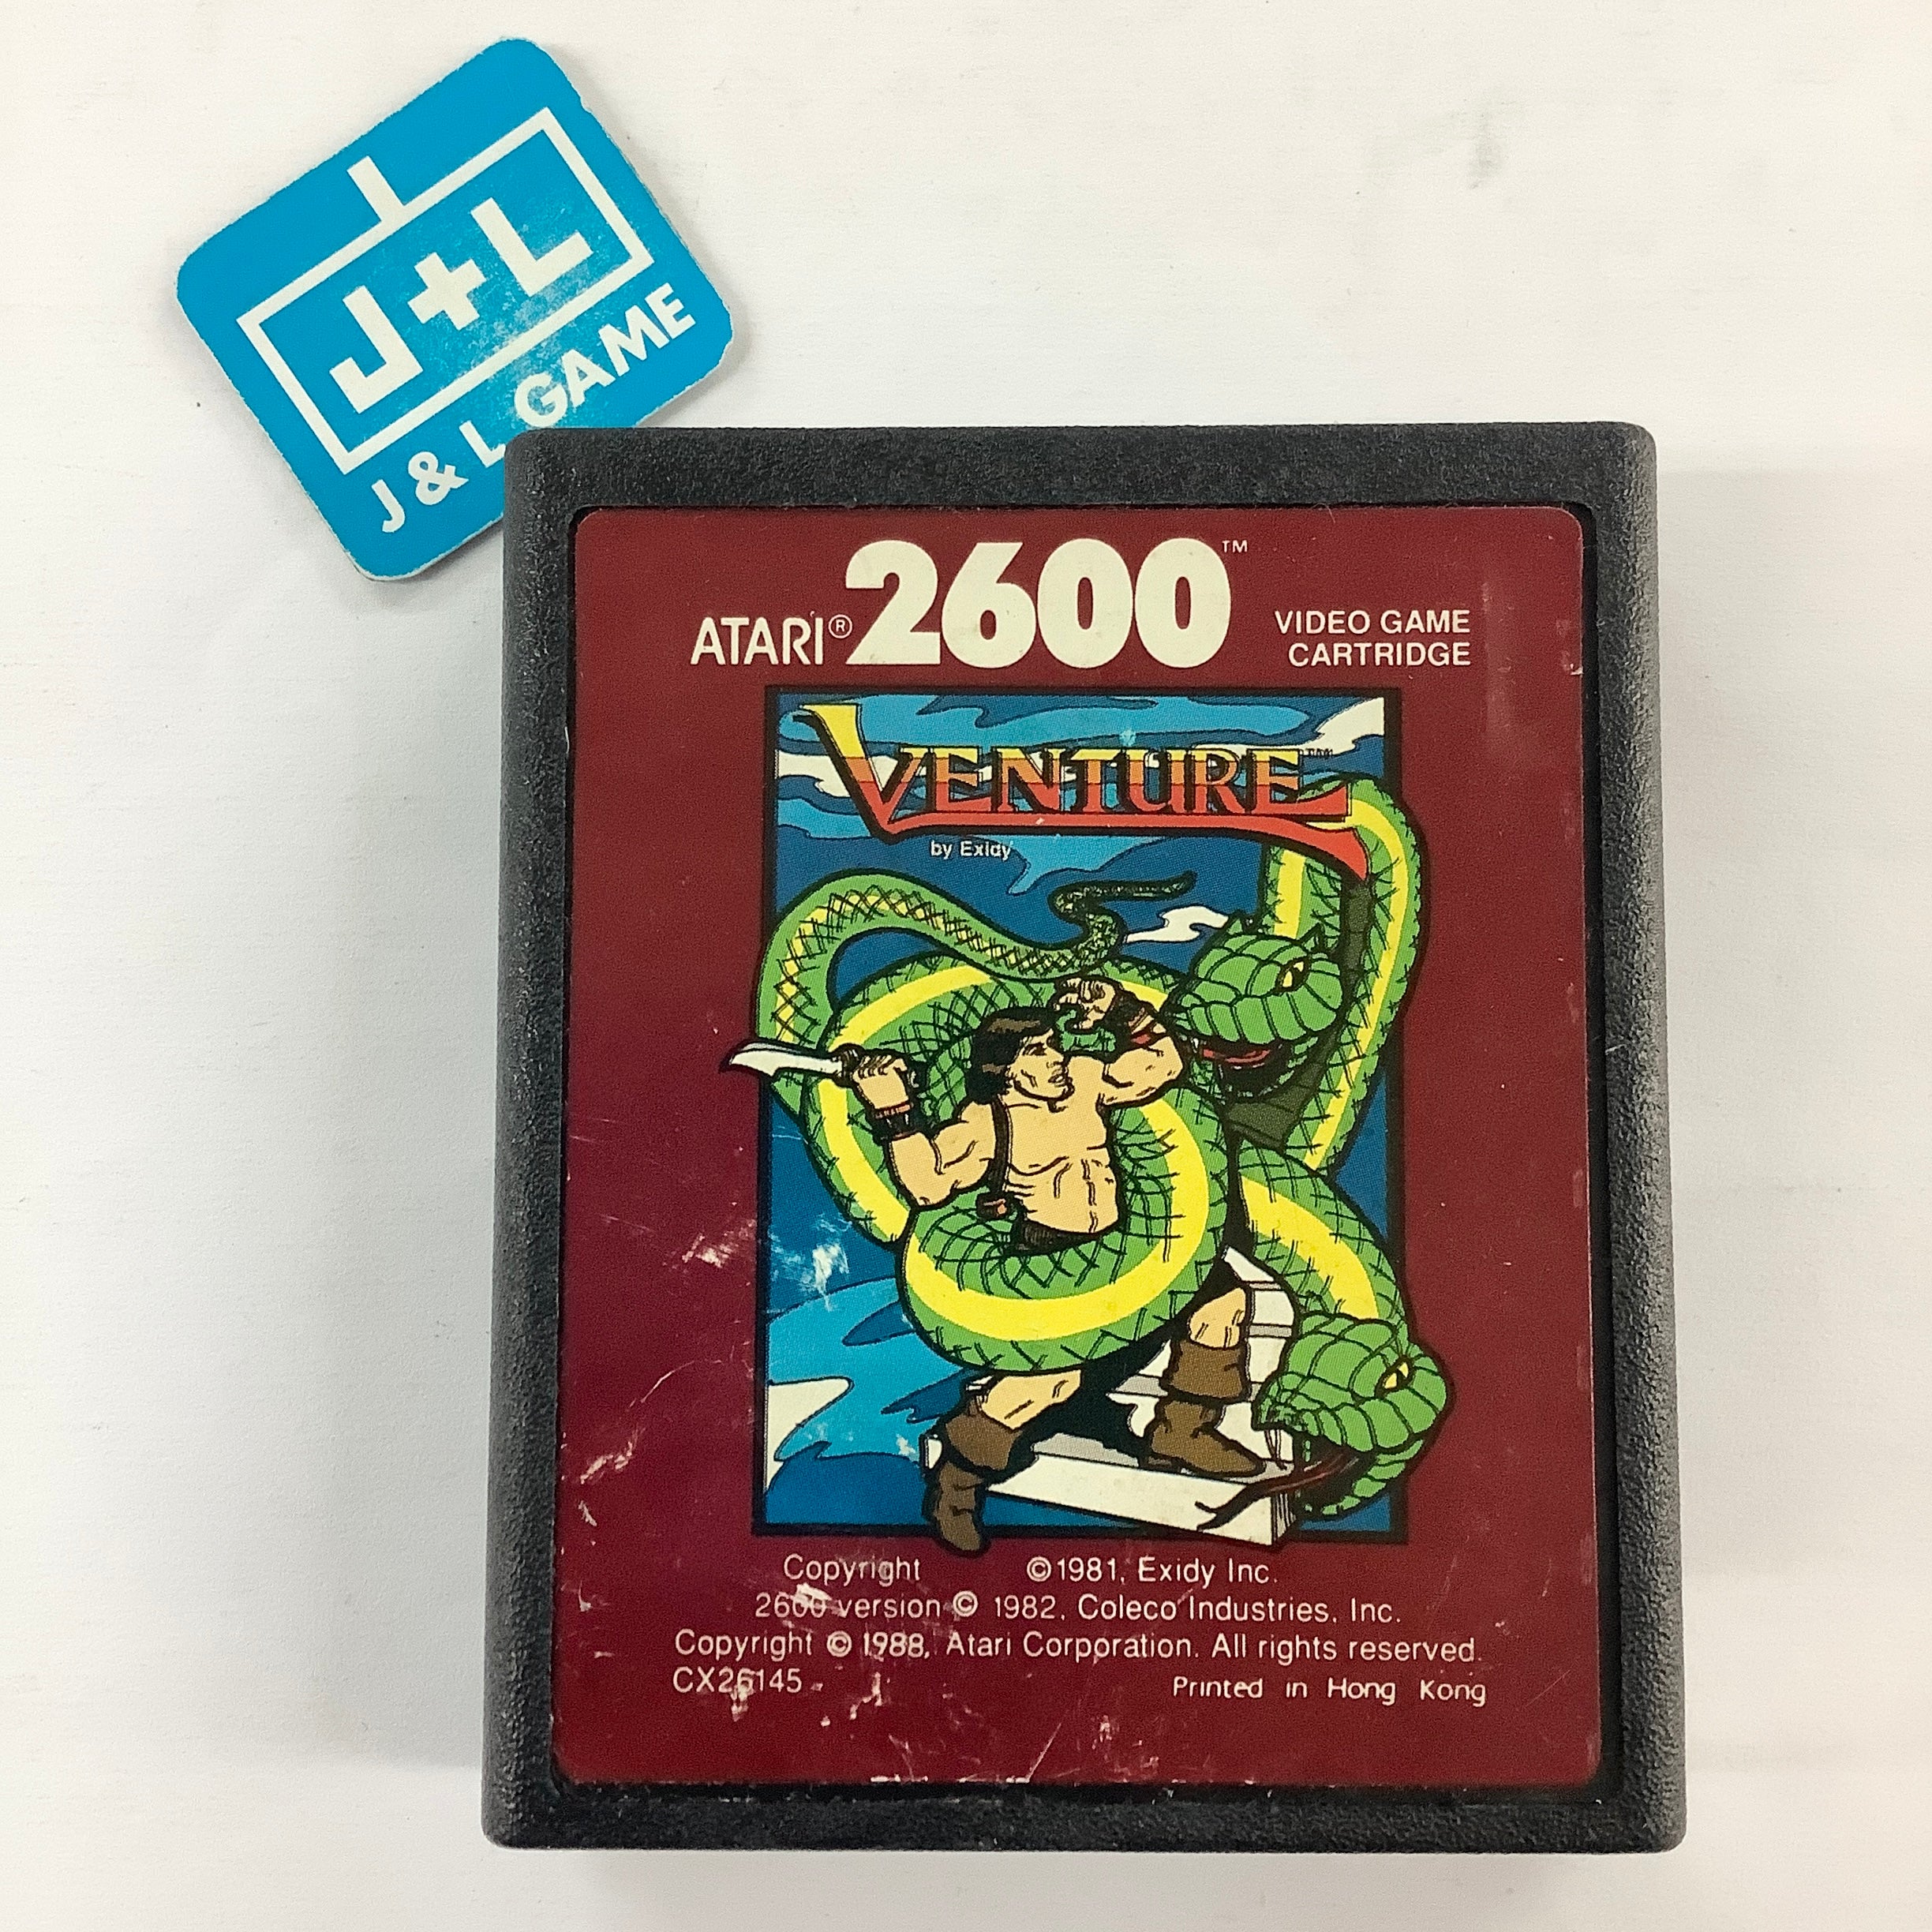 J+L
J & L GAME
ATARI® 2600™
VIDEO GAME
CARTRIDGE
VENTURE™
by Exidy
Copyright ©1981, Exidy Inc.
2600 version © 1982, Coleco Industries, Inc.
Copyright © 1988, Atari Corporation. All rights reserved.
CX26145
Printed in Hong Kong